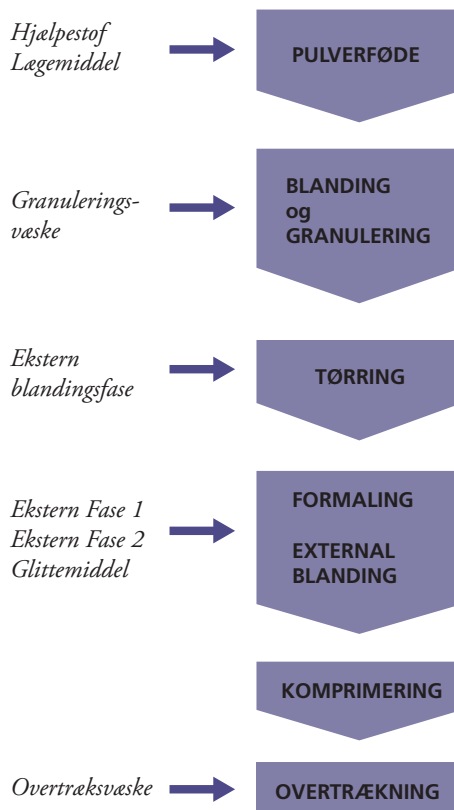 Hjælpestof
Lægemiddel
PULVERFØDE
Granulerings-
væske
BLANDING
og
GRANULERING
Ekstern
blandingsfase
TØRRING
Ekstern Fase 1
Ekstern Fase 2
Glittemiddel
FORMALING
EXTERNAL
BLANDING
KOMPRIMERING
Overtræksvæske
OVERTRÆKNING